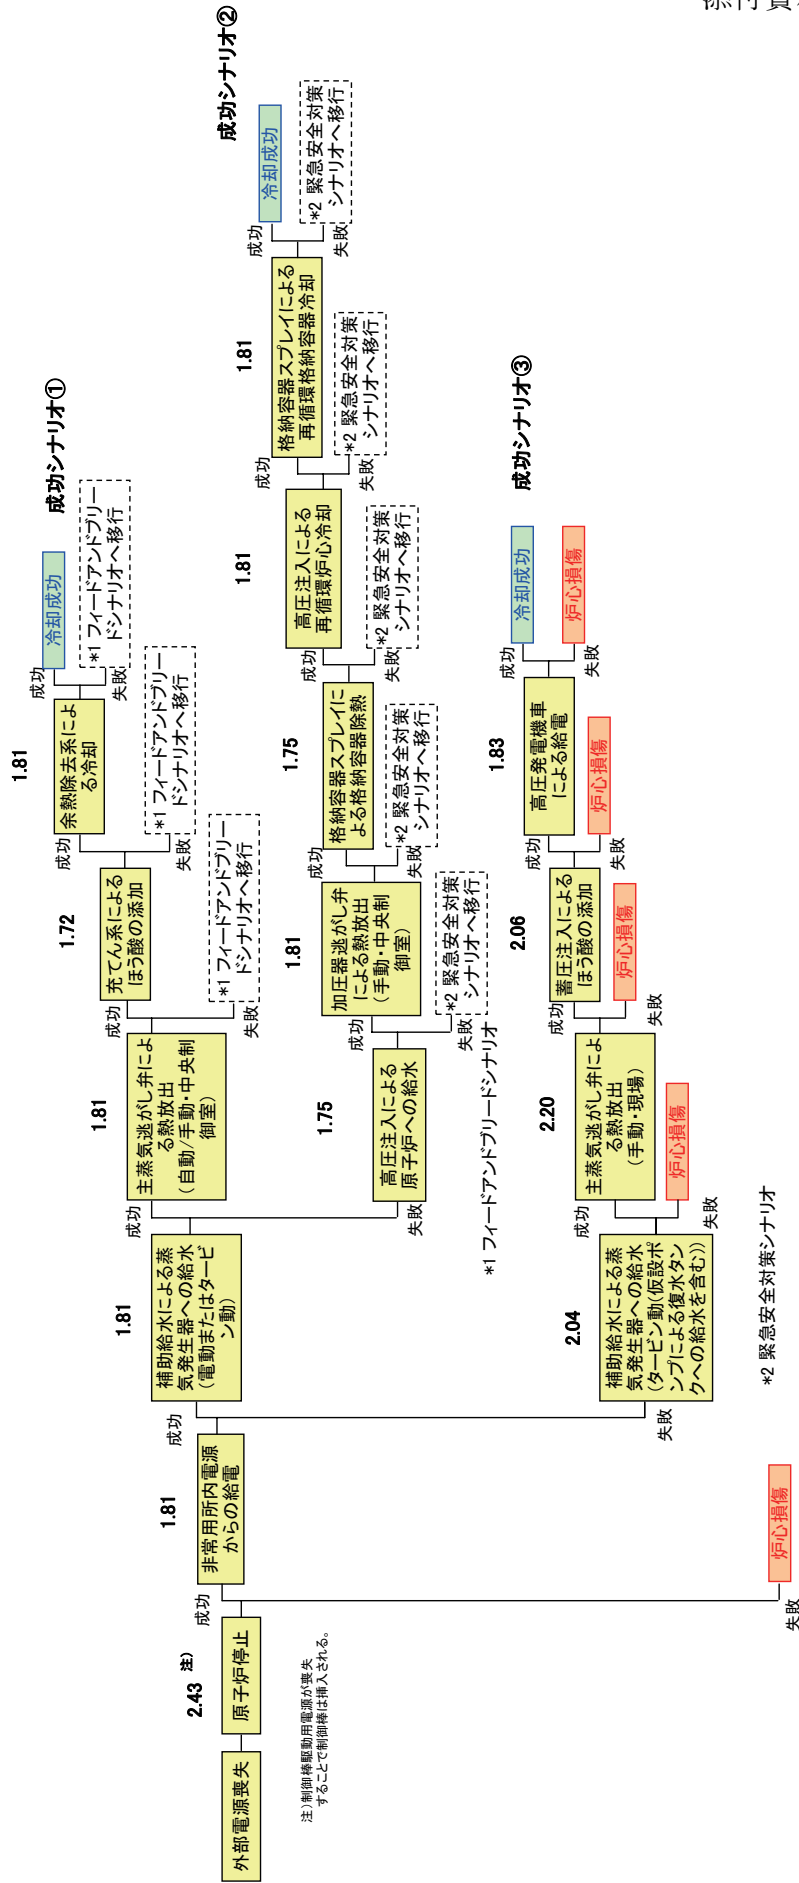 外部電源喪失
2.43 注)
原子炉停止
注)制御棒駆動用電源が喪失
することで制御棒は挿入される。
成功
失敗
炉心損傷
1.81
非常用所内電源
からの給電
成功
失敗
1.81
補助給水による蒸
気発生器への給水
(電動またはタービ
ン動)
成功
失敗
1.81
主蒸気逃がし弁によ
る熱放出
(自動/手動・中央制
御室)
成功
失敗
*1 フィードアンドブリー
ドシナリオへ移行
1.72
充てん系による
ほう酸の添加
成功
失敗
*1 フィードアンドブリー
ドシナリオへ移行
1.81
余熱除去系によ
る冷却
成功
失敗
冷却成功
*1 フィードアンドブリー
ドシナリオへ移行
成功シナリオ①
1.75
高圧注入による
原子炉への給水
*1 フィードアンドブリードシナリオ
成功
失敗
*2 緊急安全対策
シナリオへ移行
1.81
加圧器逃がし弁
による熱放出
(手動・中央制
御室)
成功
失敗
*2 緊急安全対策
シナリオへ移行
1.75
格納容器スプレイに
よる格納容器除熱
成功
失敗
*2 緊急安全対策
シナリオへ移行
1.81
高圧注入による
再循環炉心冷却
成功
失敗
*2 緊急安全対策
シナリオへ移行
1.81
格納容器スプレイによる
再循環格納容器冷却
成功
失敗
冷却成功
*2 緊急安全対策
シナリオへ移行
成功シナリオ②
2.04
補助給水による蒸
気発生器への給水
(タービン動(仮設ポ
ンプによる復水タン
クへの給水を含む))
*2 緊急安全対策シナリオ
成功
失敗
炉心損傷
2.20
主蒸気逃がし弁によ
る熱放出
(手動・現場)
成功
失敗
炉心損傷
2.06
蓄圧注入による
ほう酸の添加
成功
失敗
炉心損傷
1.83
高圧発電機車
による給電
成功
失敗
冷却成功
炉心損傷
成功シナリオ③